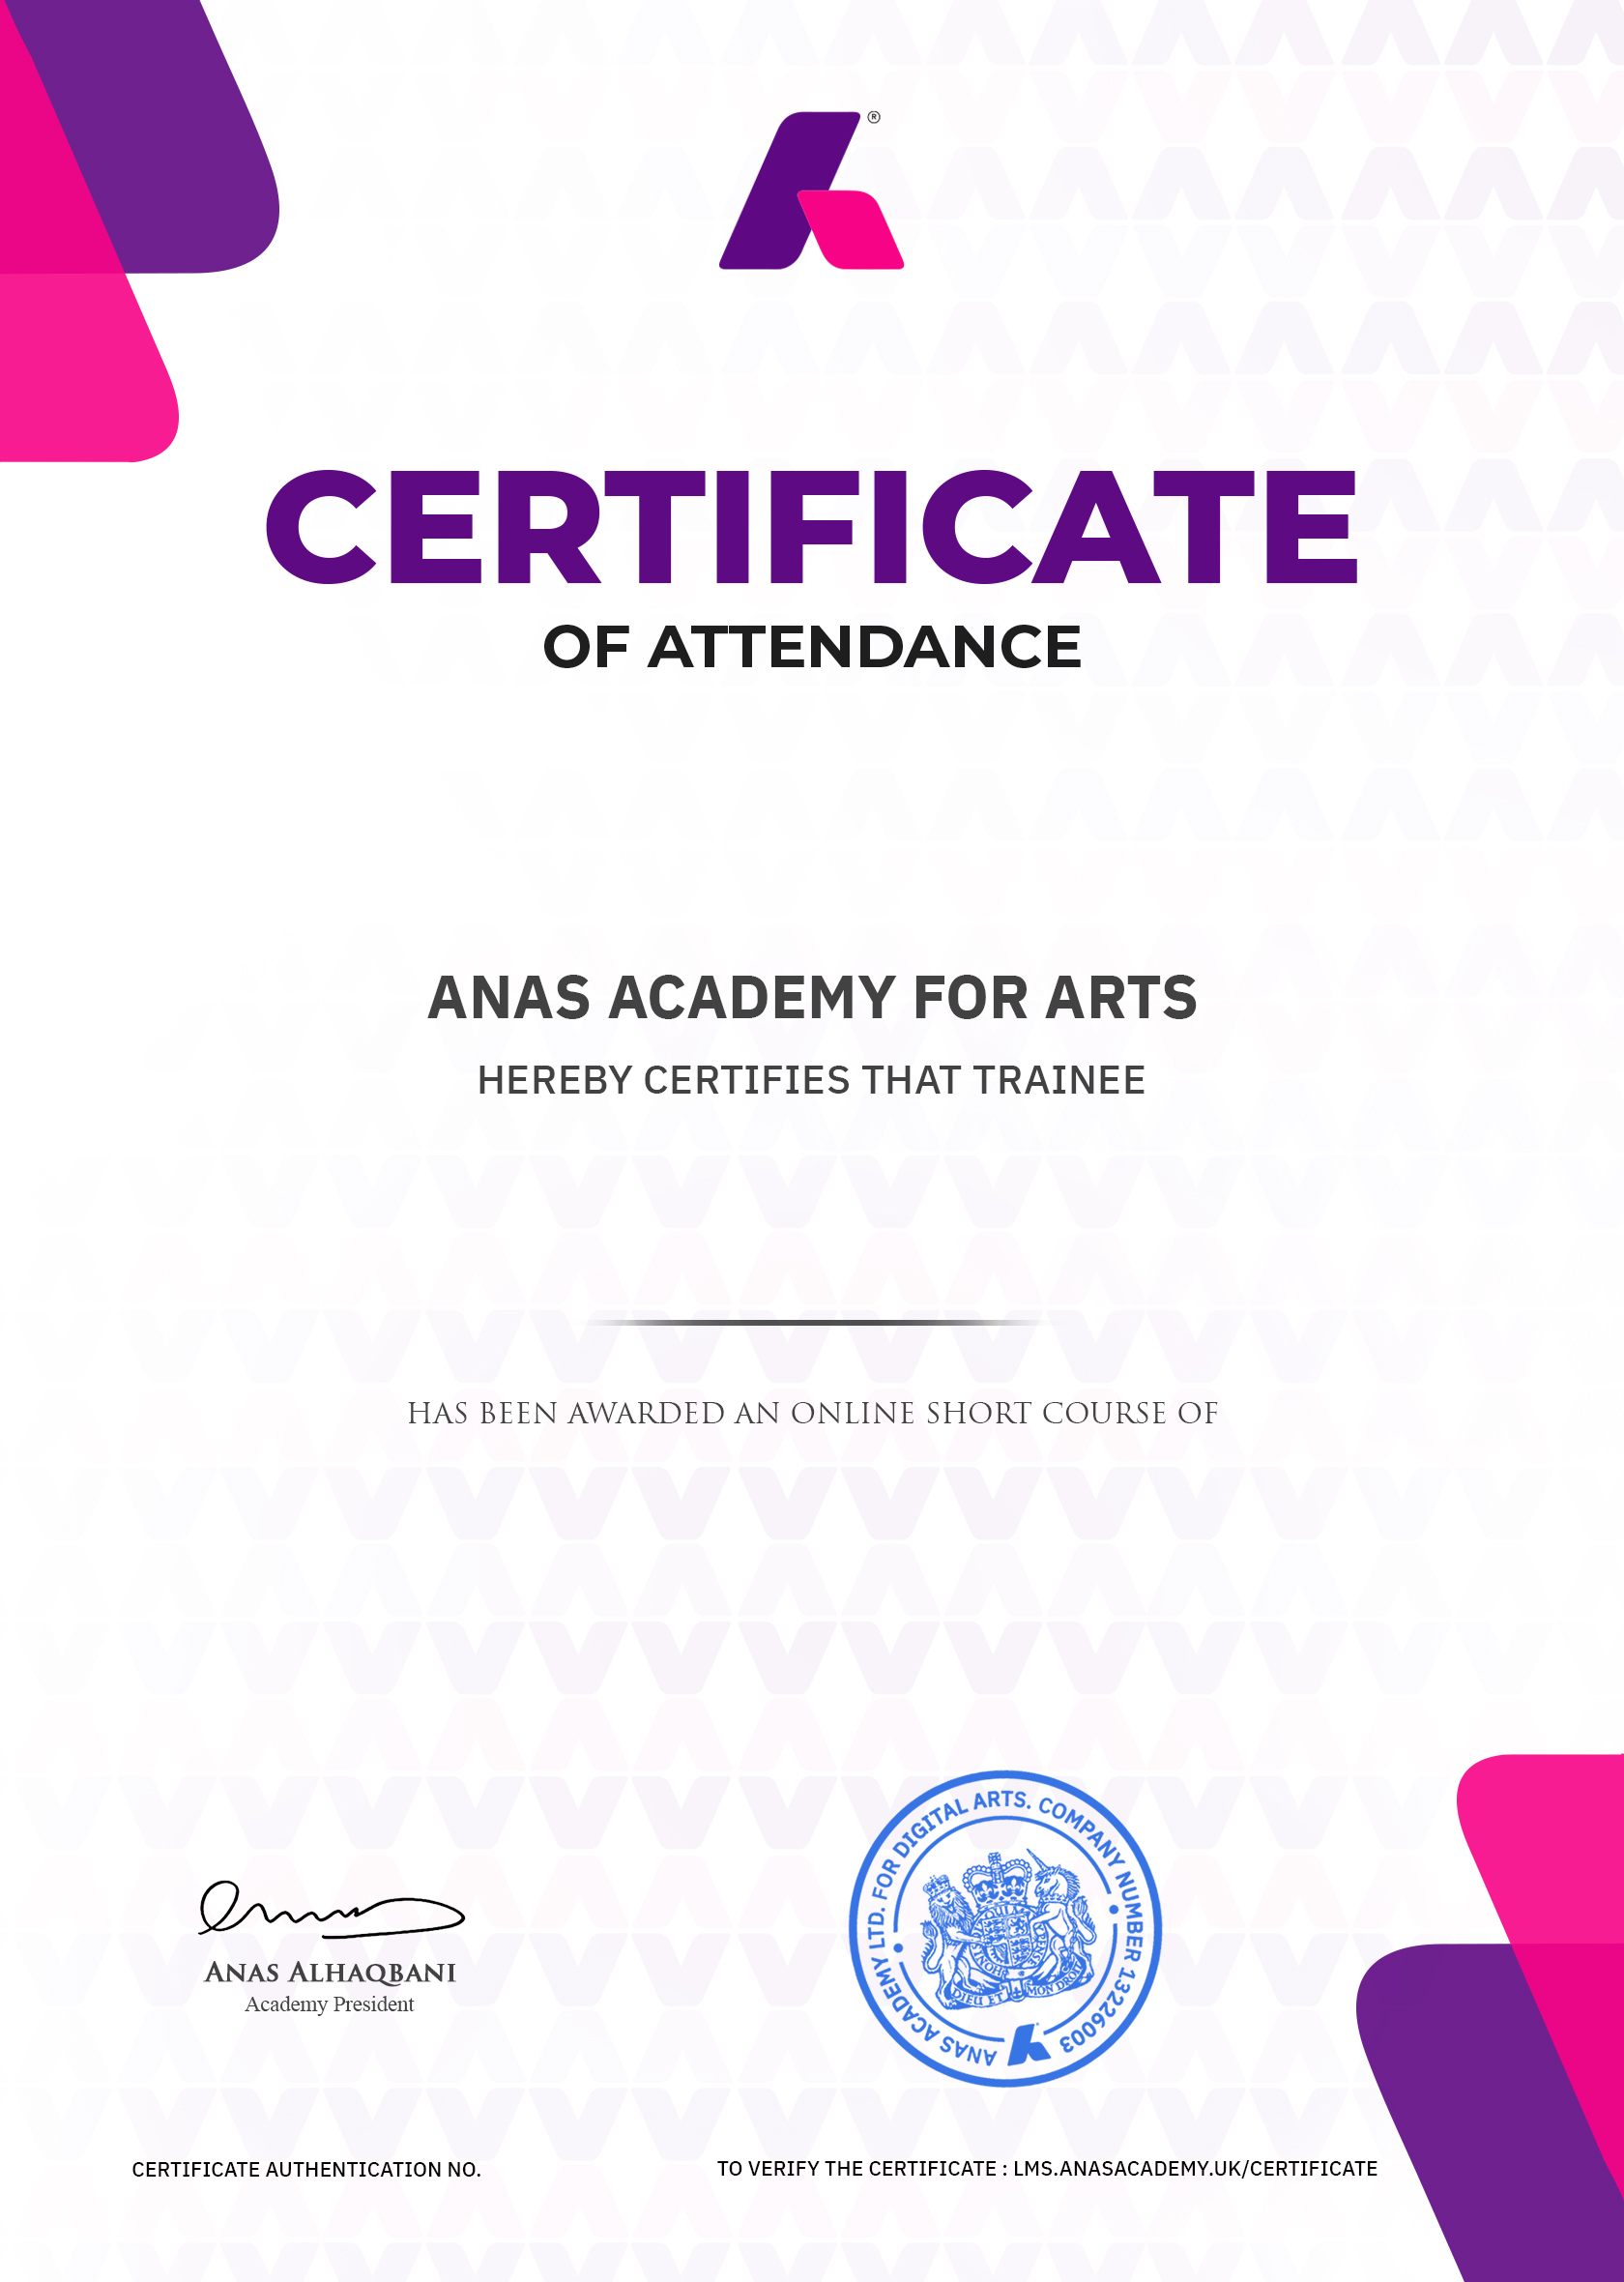 ®
CERTIFICATE
OF ATTENDANCE
ANAS ACADEMY FOR ARTS
HEREBY CERTIFIES THAT TRAINEE
HAS BEEN AWARDED AN ONLINE SHORT COURSE OF
ANAS ACADEMY LTD. FOR DIGITAL ARTS. COMPANY NUMBER 13226003
DIEU ET MON DROIT
ANAS ALHAQBANI
Academy President
CERTIFICATE AUTHENTICATION NO.
TO VERIFY THE CERTIFICATE : LMS.ANASACADEMY.UK/CERTIFICATE